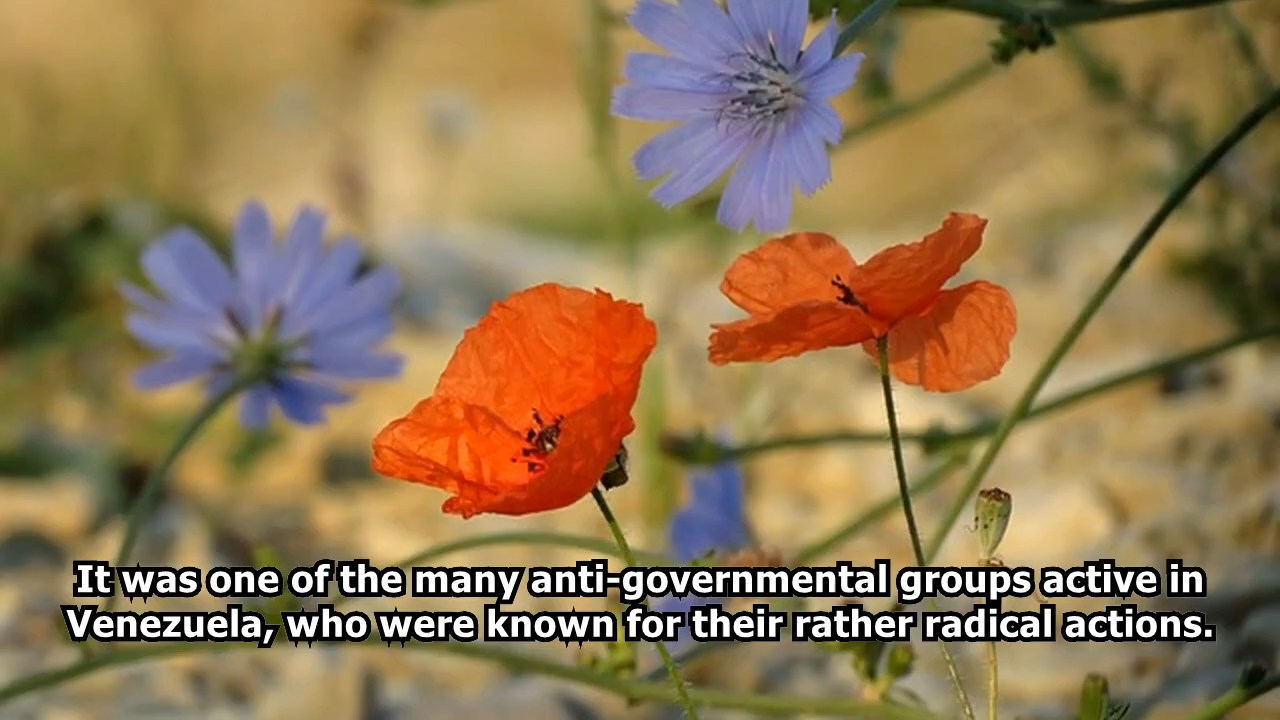 It was one of the many anti-governmental groups active in
Venezuela, who were known for their rather radical actions.